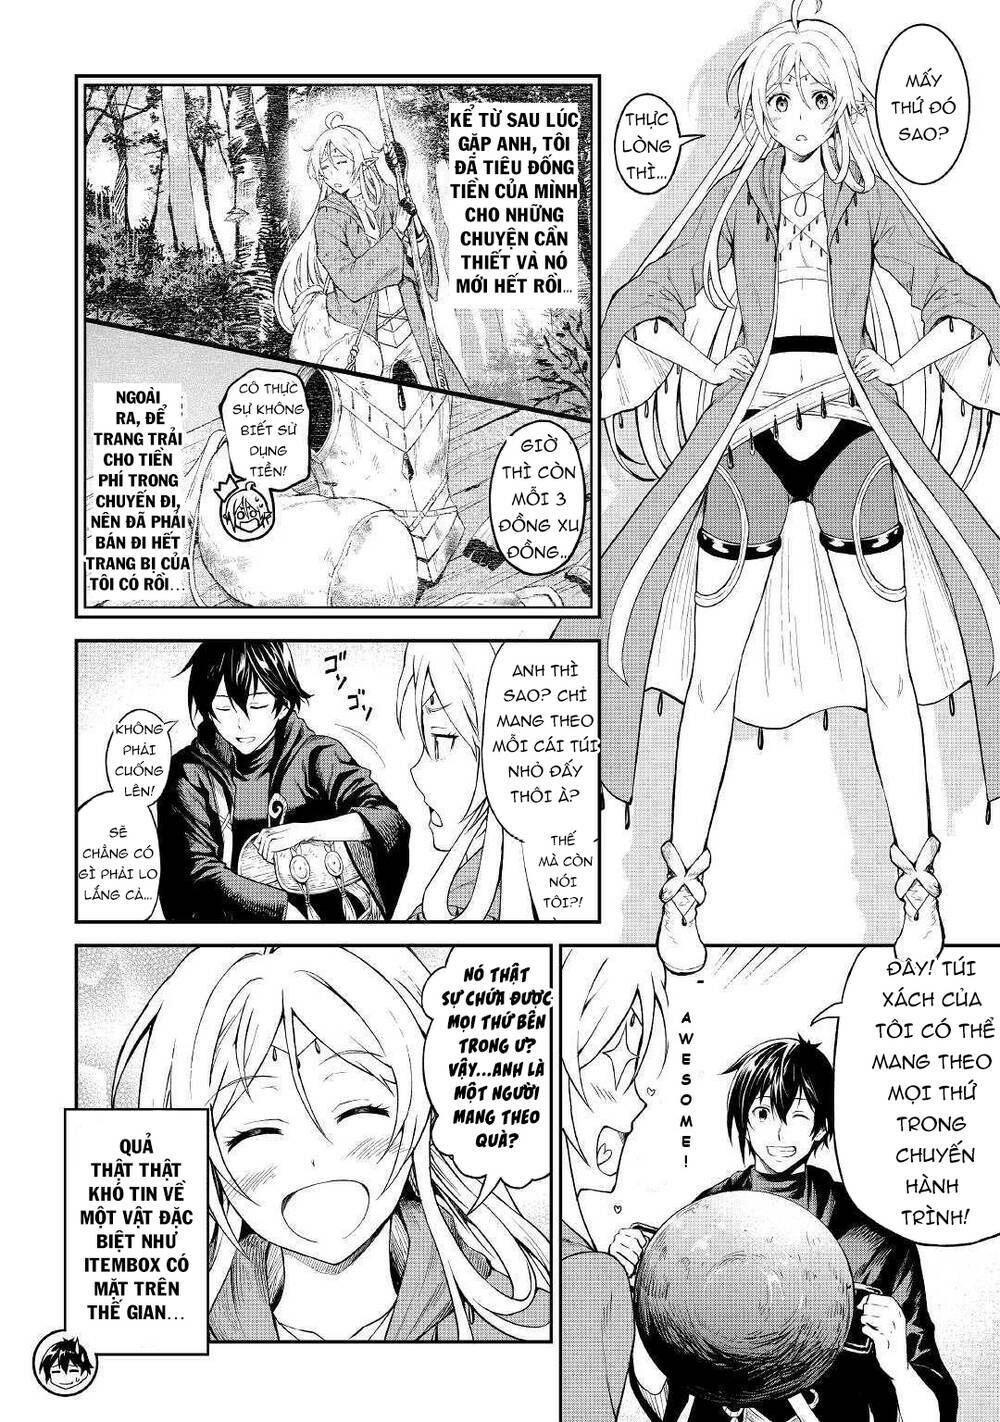 MẤY
THỨ ĐÓ
SAO?
THỰC
LÒNG
THÌ...
KỂ TỪ SAU LÚC
GẶP ANH, TÔI
ĐÃ TIÊU ĐỐNG
TIỀN CỦA MÌNH
CHO NHỮNG
CHUYỆN CẦN
THIẾT VÀ NÓ
MỚI HẾT RỒI...
NGOÀI
RA, ĐỂ
TRANG TRẢI
CHO TIỀN
PHÍ TRONG
CHUYẾN ĐI,
NÊN ĐÃ PHẢI
BÁN ĐI HẾT
TRANG BỊ CỦA
TÔI CÓ RỒI...
CÔ THỰC
SỰ KHÔNG
BIẾT SỬ
DỤNG
TIỀN!
GIỜ
THÌ CÒN
MỖI 3
ĐỒNG XU
ĐỒNG...
ANH THÌ
SAO? CHỈ
MANG THEO
MỖI CÁI TÚI
NHỎ ĐẤY
THÔI À?
THẾ
MÀ CÒN
NÓI
TÔI?!
ゴソゴソ
KHÔNG
PHẢI
CUỐNG
LÊN!
SẼ
CHẲNG CÓ
GÌ PHẢI LO
LẮNG CẢ...
ĐÂY! TÚI
XÁCH CỦA
TÔI CÓ THỂ
MANG THEO
MỌI THỨ
TRONG
CHUYẾN
HÀNH
TRÌNH!
- AWESOME!
NÓ THẬT
SỰ CHỨA ĐƯỢC
MỌI THỨ BÊN
TRONG Ư?
VẬY...ANH LÀ
MỘT NGƯỜI
MANG THEO
QUÀ?
QUẢ
THẬT THẬT
KHÓ TIN VỀ
MỘT VẬT ĐẶC
BIỆT NHƯ
ITEMBOX CÓ
MẶT TRÊN
THẾ GIAN...